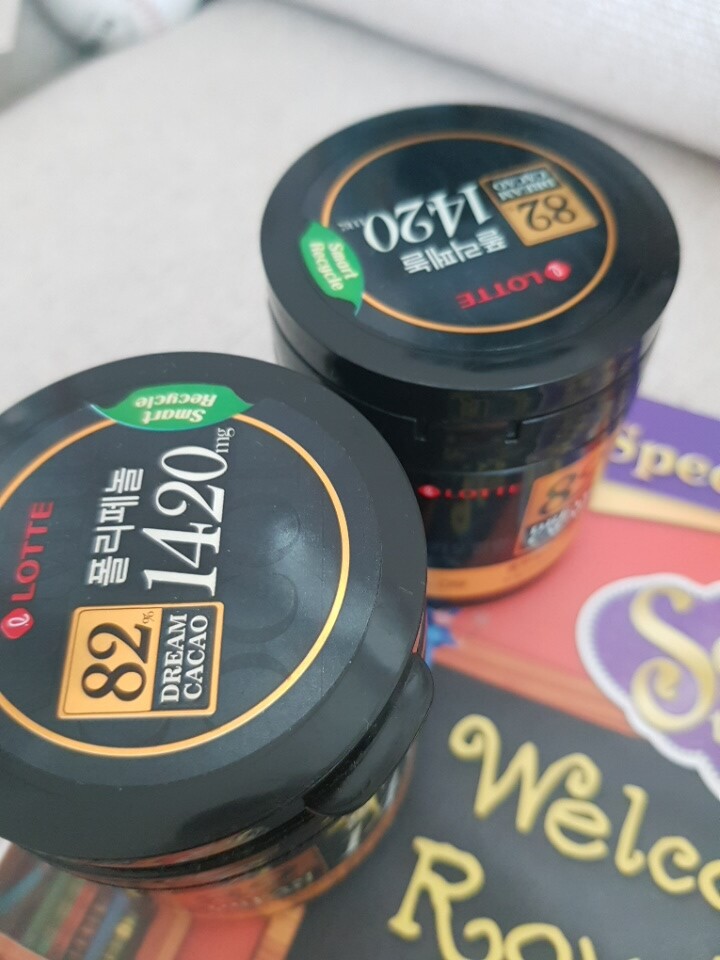 LOTTE
폴리페놀
1420mg
82%
DREAM
CACAO
Smart
Recycle
LOTTE
폴리페놀
1420mg
82
DREAM
CACAO
Smart
Recycle
LOTTE
Spec
Welco
Ro